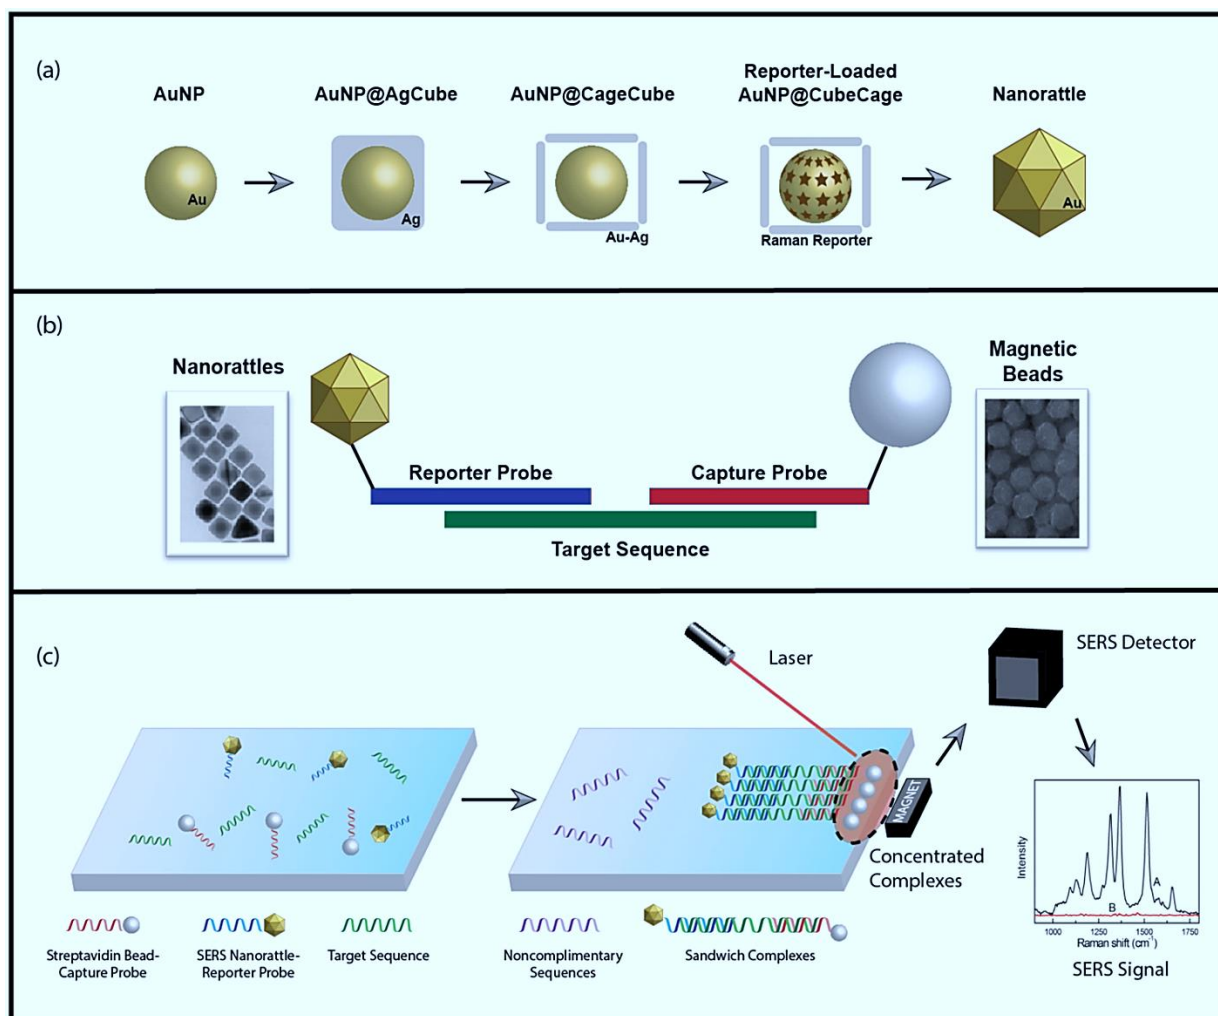 (a)
AuNP
AuNP@AgCube
AuNP@CageCube
Reporter-Loaded
AuNP@CubeCage
Nanorattle
Au
Ag
Au-Ag
Raman Reporter
Au
(b)
Nanorattles
Magnetic
Beads
Reporter Probe
Capture Probe
Target Sequence
(c)
Laser
SERS Detector
MAGNET
Concentrated
Complexes
Intensity
A
B
1000
1250
1500
1750
Raman shift (cm⁻¹)
SERS Signal
Streptavidin Bead-
Capture Probe
SERS Nanorattle-
Reporter Probe
Target Sequence
Noncomplimentary
Sequences
Sandwich Complexes